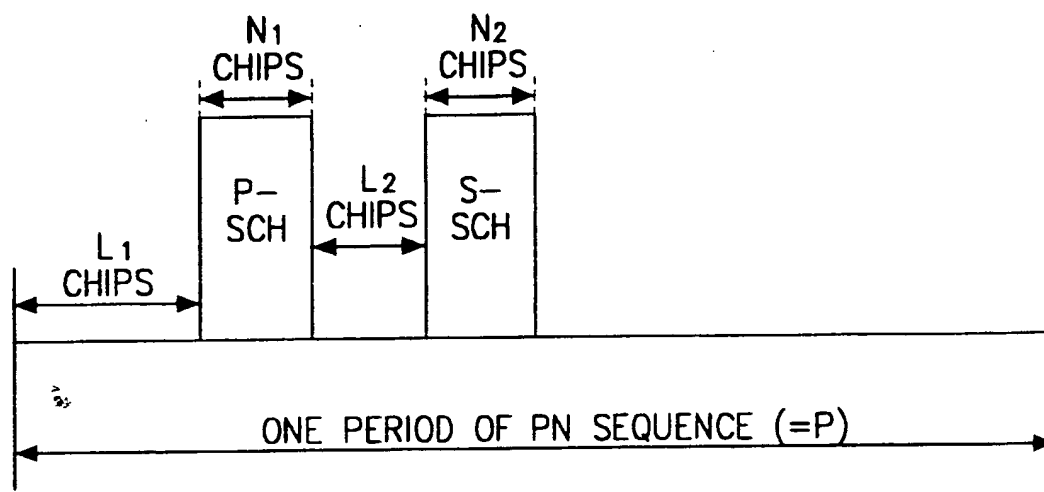 N1
CHIPS
N2
CHIPS
P-
SCH
L2
CHIPS
S-
SCH
L1
CHIPS
ONE PERIOD OF PN SEQUENCE (=P)